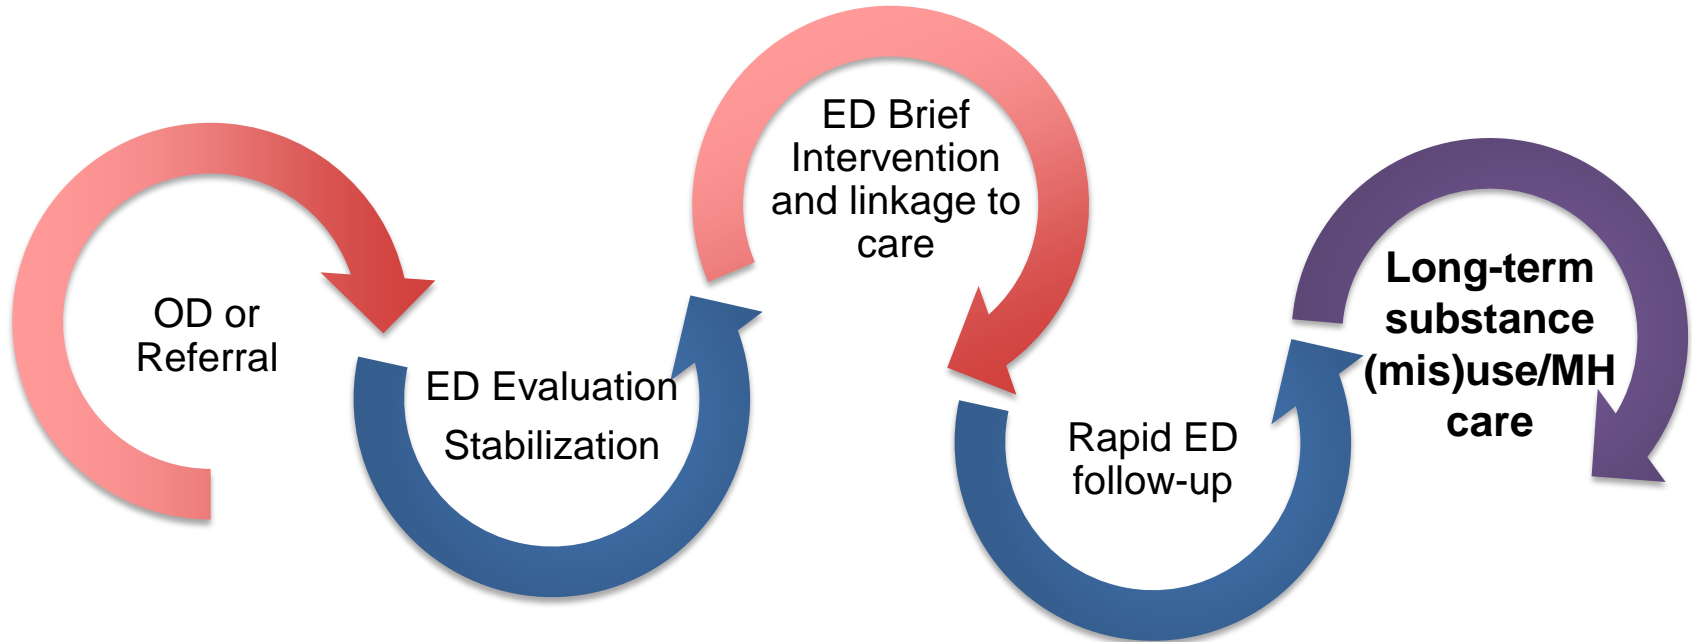 OD or
Referral
ED Evaluation
Stabilization
ED Brief
Intervention
and linkage to
care
Rapid ED
follow-up
Long-term
substance
(mis)use/MH
care